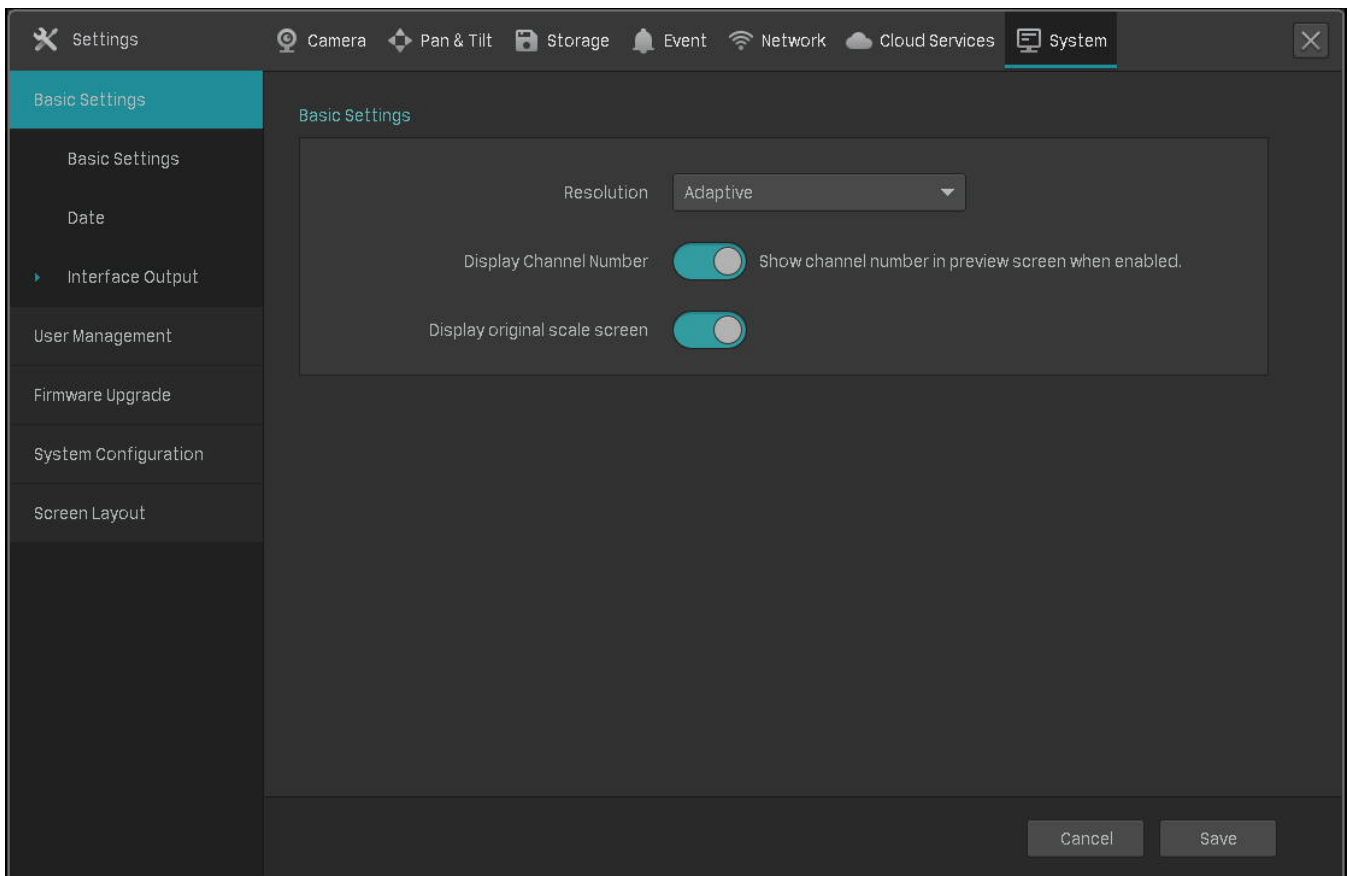 Settings
Camera Pan & Tilt Storage Event Network Cloud Services System
Basic Settings
Basic Settings
Date
Interface Output
User Management
Firmware Upgrade
System Configuration
Screen Layout
Basic Settings
Resolution Adaptive
Display Channel Number Show channel number in preview screen when enabled.
Display original scale screen
Cancel Save